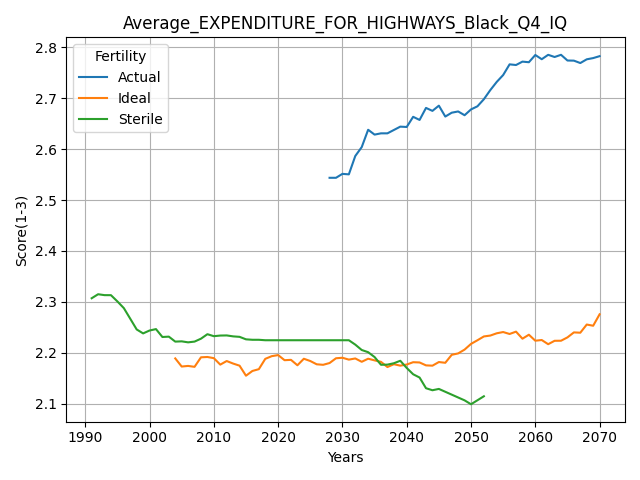 Average_EXPENDITURE_FOR_HIGHWAYS_Black_Q4_IQ
Fertility
Actual
Ideal
Sterile
Score(1-3)
2.8
2.7
2.6
2.5
2.4
2.3
2.2
2.1
1990 2000 2010 2020 2030 2040 2050 2060 2070
Years